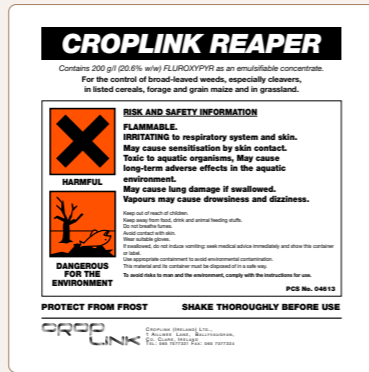 CROPLINK REAPER
Contains 200 g/l (20.6% w/w) FLUROXYPYR as an emulsifiable concentrate.
For the control of broad-leaved weeds, especially cleavers,
in listed cereals, forage and grain maize and in grassland.
RISK AND SAFETY INFORMATION
FLAMMABLE.
IRRITATING to respiratory system and skin.
May cause sensitisation by skin contact.
Toxic to aquatic organisms, May cause
long-term adverse effects in the aquatic
environment.
May cause lung damage if swallowed.
Vapours may cause drowsiness and dizziness.
HARMFUL
Keep out of reach of children.
Keep away from food, drink and animal feeding stuffs.
Do not breathe fumes.
Avoid contact with skin.
Wear suitable gloves.
If swallowed, do not induce vomiting: seek medical advice immediately and show this container
or label.
Use appropriate containment to avoid environmental contamination.
This material and its container must be disposed of in a safe way.
To avoid risks to man and the environment, comply with the instructions for use.
DANGEROUS
FOR THE
ENVIRONMENT
PCS No. 04613
PROTECT FROM FROST SHAKE THOROUGHLY BEFORE USE
CROP
LINK
CROPLINK (IRELAND) LTD.,
Co. CLARE, IRELAND